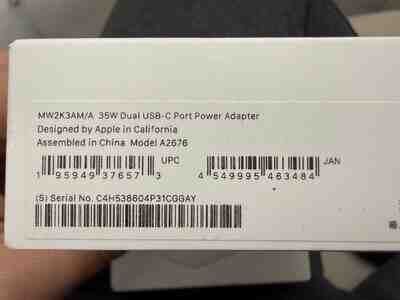 MW2K3AM/A 35W Dual USB-C Port Power Adapter
Designed by Apple in California
Assembled in China Model A2676
UPC
JAN
1 95949 37657 3
4 549995 463484
(S) Serial No. C4H538604P31CGGAY